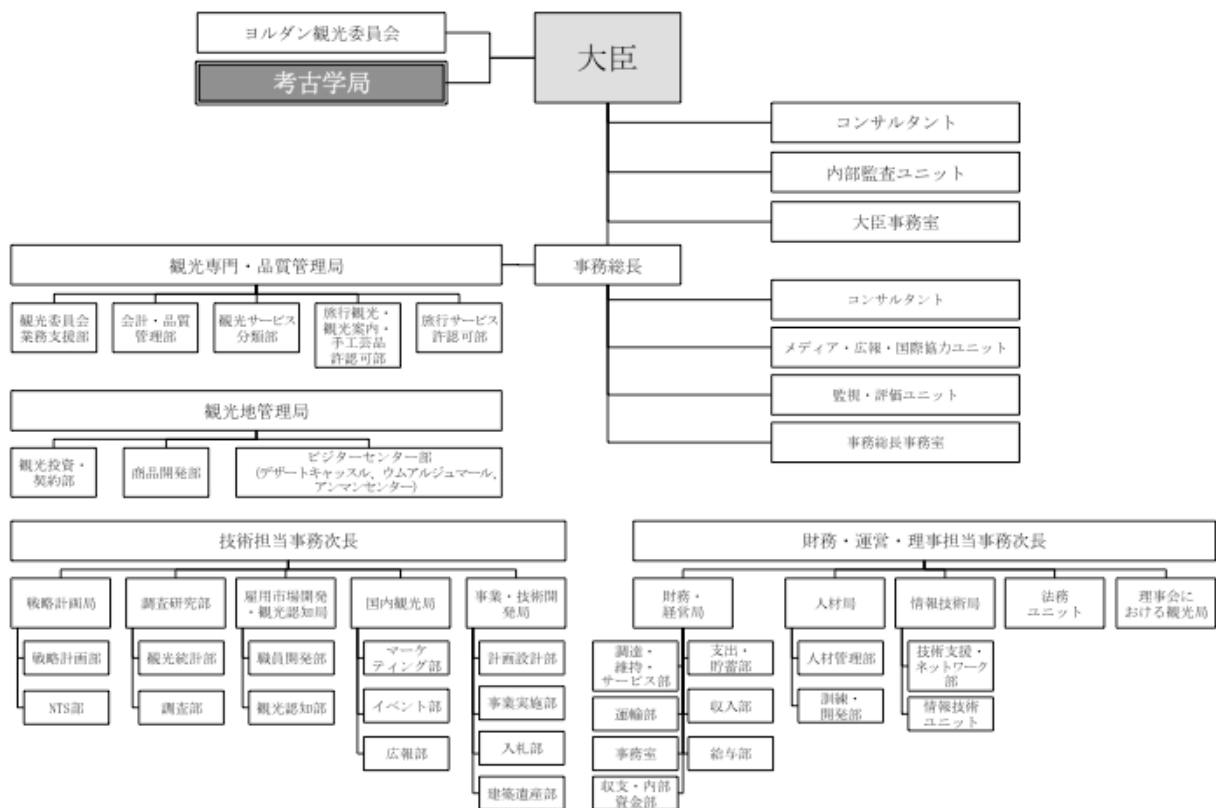 ヨルダン観光委員会
考古学局
大臣
コンサルタント
内部監査ユニット
大臣事務室
観光専門・品質管理局
事務総長
観光委員会
業務支援部
会計・品質
管理部
観光サービス
分類部
旅行観光・
観光案内・
手工芸品
許認可部
旅行サービス
許認可部
コンサルタント
メディア・広報・国際協力ユニット
監視・評価ユニット
事務総長事務室
観光地管理局
観光投資・
契約部
商品開発部
ビジターセンター部
(デザートキャッスル、ウムアルジュマール、
アンマンセンター)
技術担当事務次長
戦略計画局
調査研究部
雇用市場開発
・観光認知局
国内観光局
事業・技術開
発局
戦略計画部
NTS部
観光統計部
調査部
職員開発部
観光認知部
マーケ
ティング部
イベント部
広報部
計画設計部
事業実施部
入札部
建築遺産部
財務・運営・理事担当事務次長
財務・
経営局
人材局
情報技術局
法務
ユニット
理事会に
おける観光局
調達・
維持・
サービス部
運輸部
事務室
収支・内部
資金部
支出・
貯蓄部
収入部
給与部
人材管理部
訓練・
開発部
技術支援・
ネットワーク
部
情報技術
ユニット